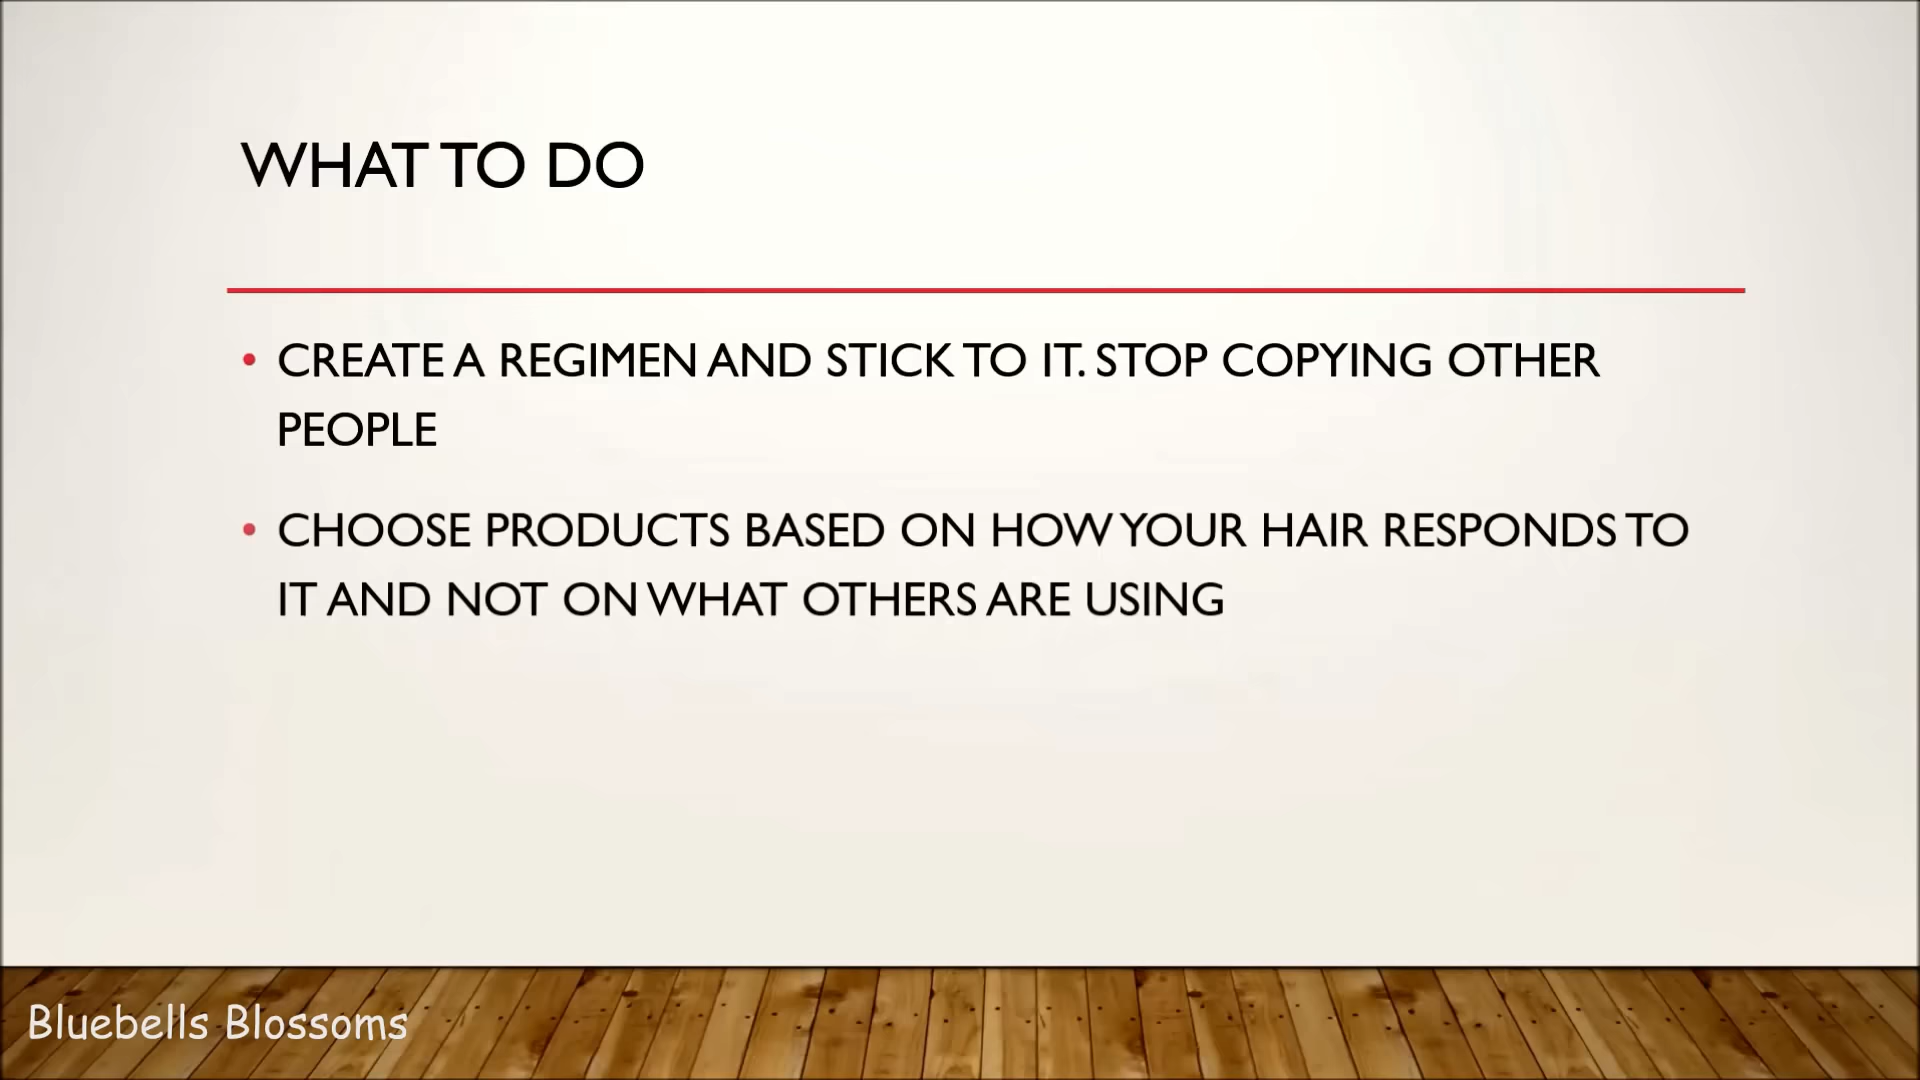 WHAT TO DO
• CREATE A REGIMEN AND STICK TO IT. STOP COPYING OTHER
PEOPLE
• CHOOSE PRODUCTS BASED ON HOW YOUR HAIR RESPONDS TO
IT AND NOT ON WHAT OTHERS ARE USING
Bluebells Blossoms